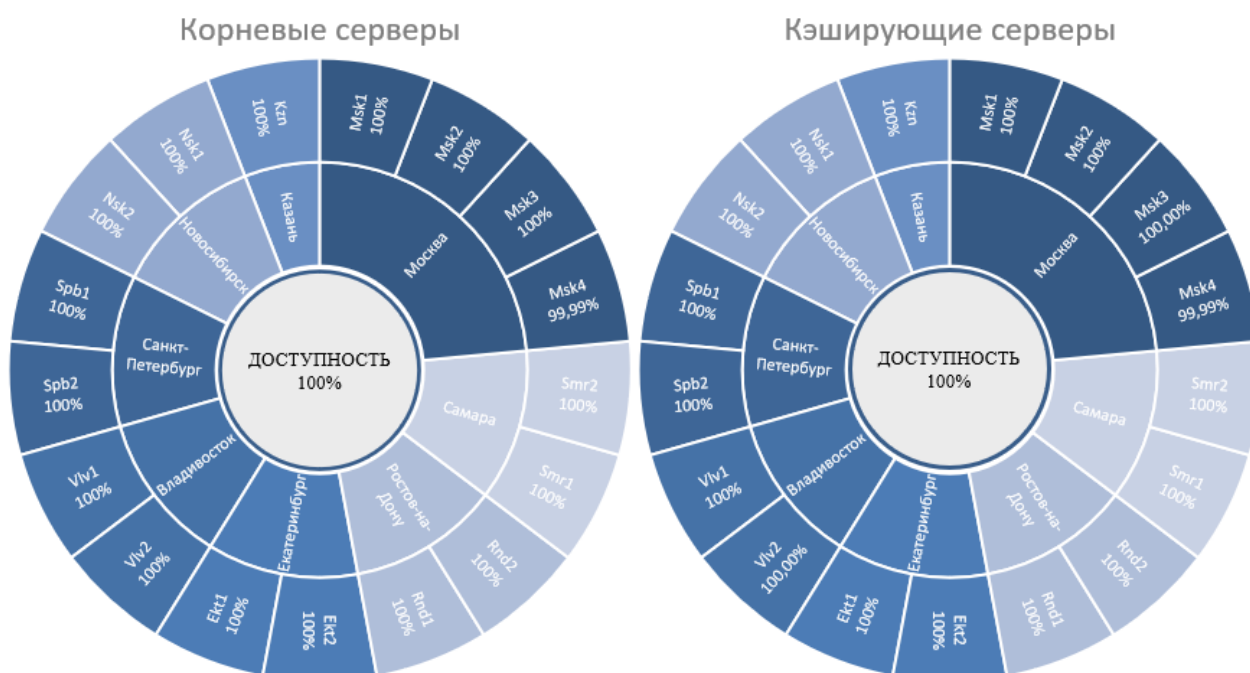 Корневые серверы
Kzn
100%
Msk1
100%
Msk2
100%
Msk3
100%
Msk4
99,99%
Smr2
100%
Smr1
100%
Rnd2
100%
Rnd1
100%
Ekt2
100%
Ekt1
100%
Vlv2
100%
Vlv1
100%
Spb2
100%
Spb1
100%
Nsk2
100%
Nsk1
100%
Казань
Москва
Самара
Ростов-на-
Дону
Екатеринбург
Владивосток
Санкт-
Петербург
Новосибирск
ДОСТУПНОСТЬ
100%
Кэширующие серверы
Kzn
100%
Msk1
100%
Msk2
100%
Msk3
100,00%
Msk4
99,99%
Smr2
100%
Smr1
100%
Rnd2
100%
Rnd1
100%
Ekt2
100%
Ekt1
100%
Vlv2
100,00%
Vlv1
100%
Spb2
100%
Spb1
100%
Nsk2
100%
Nsk1
100%
Казань
Москва
Самара
Ростов-на-
Дону
Екатеринбург
Владивосток
Санкт-
Петербург
Новосибирск
ДОСТУПНОСТЬ
100%